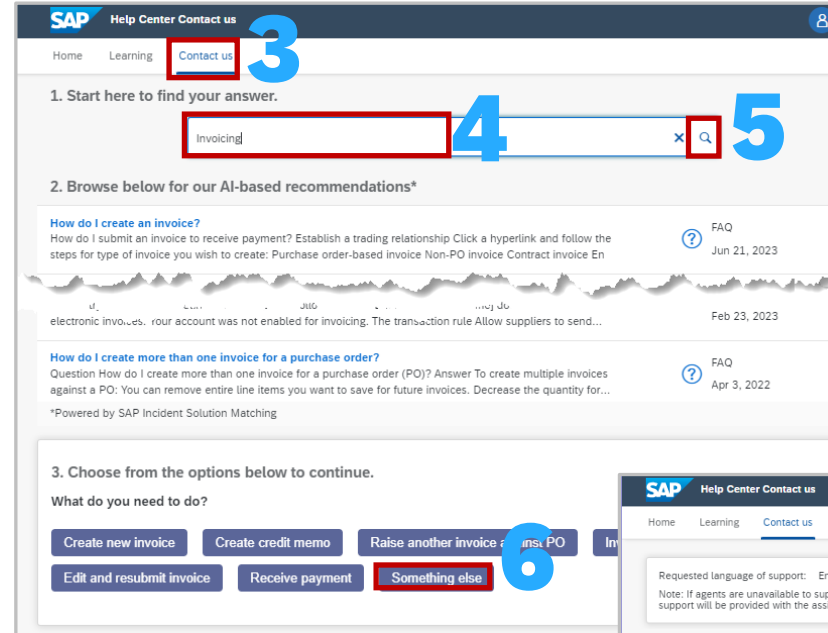 SAP Help Center Contact us
3
Home Learning Contact us
1. Start here to find your answer.
Invoicing
4
5
2. Browse below for our AI-based recommendations*
How do I create an invoice?
How do I submit an invoice to receive payment? Establish a trading relationship Click a hyperlink and follow the
steps for type of invoice you wish to create: Purchase order-based invoice Non-PO invoice Contract invoice En
FAQ
Jun 21, 2023
electronic invoices. Your account was not enabled for invoicing. The transaction rule Allow suppliers to send...
Feb 23, 2023
How do I create more than one invoice for a purchase order?
Question How do I create more than one invoice for a purchase order (PO)? Answer To create multiple invoices
against a PO: You can remove entire line items you want to save for future invoices. Decrease the quantity for...
FAQ
Apr 3, 2022
*Powered by SAP Incident Solution Matching
3. Choose from the options below to continue.
What do you need to do?
Create new invoice Create credit memo Raise another invoice against PO
Edit and resubmit invoice Receive payment Something else
6
SAP Help Center Contact us
Home Learning Contact us
Requested language of support: En
Note: If agents are unavailable to sup
support will be provided with the ass